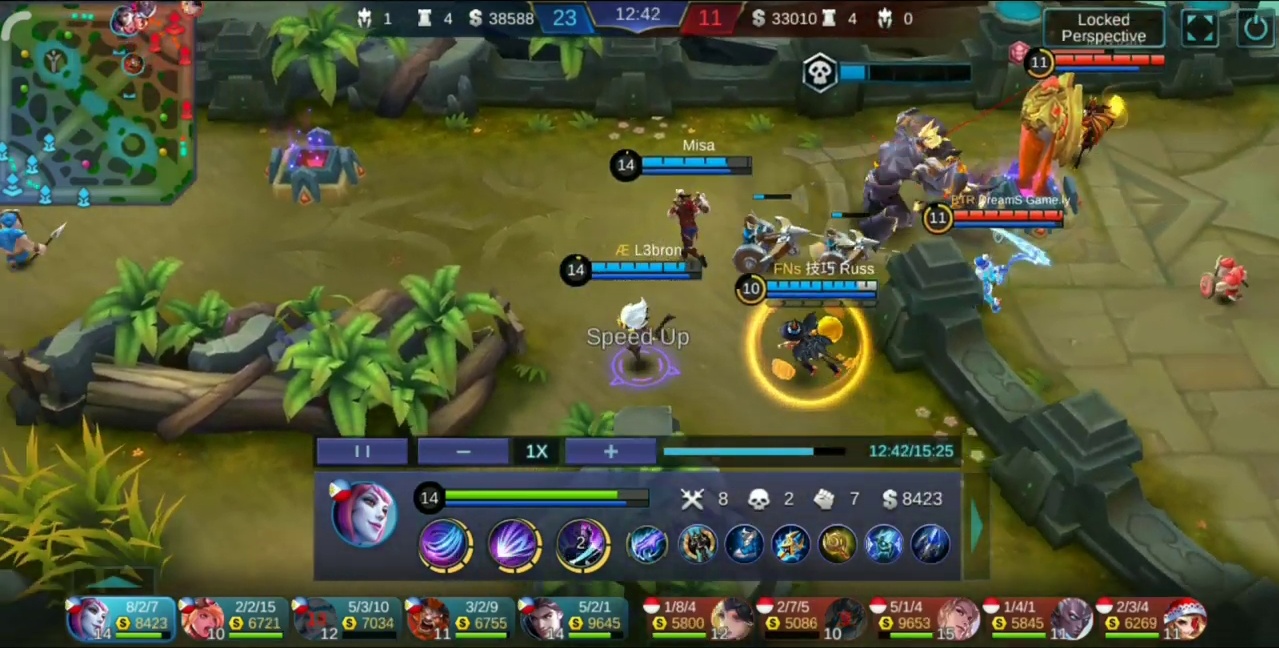 1 4 $ 38588 23 12:42 11 $ 33010 4 0
Locked
Perspective
11
Misa
14
BTR DreamS Game.ly
11
Æ L3bron
14
FNs 技巧 Russ
10
Speed Up
1X 12:42/15:25
14 8 2 7 $ 8423
2
8/2/7 2/2/15 5/3/10 3/2/9 5/2/1 1/8/4 2/7/5 5/1/4 1/4/1 2/3/4
8423 6721 7034 6755 9645 5800 5086 9653 5845 6269
14 10 12 11 14 12 10 15 11 11